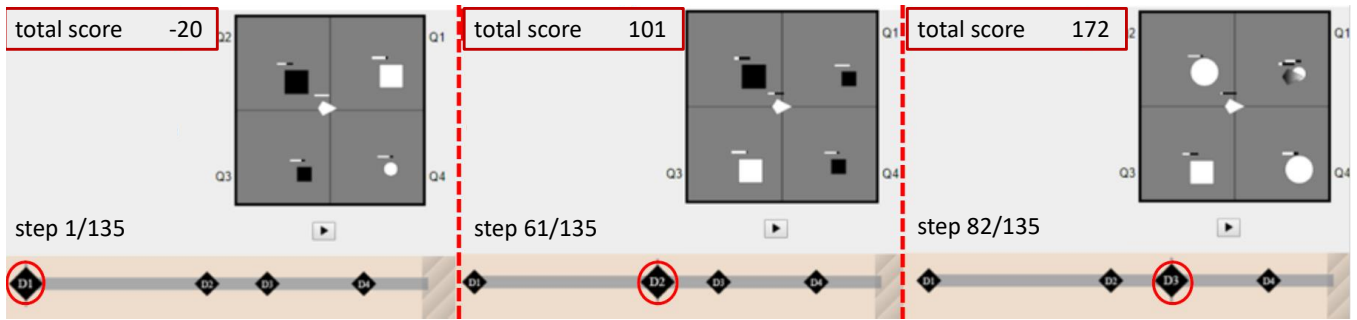 total score -20
Q2
Q1
Q3
Q4
step 1/135
D1
D2
D3
D4
total score 101
Q1
Q3
Q4
step 61/135
D1
D2
D3
D4
total score 172
2
Q1
Q3
Q4
step 82/135
D1
D2
D3
D4